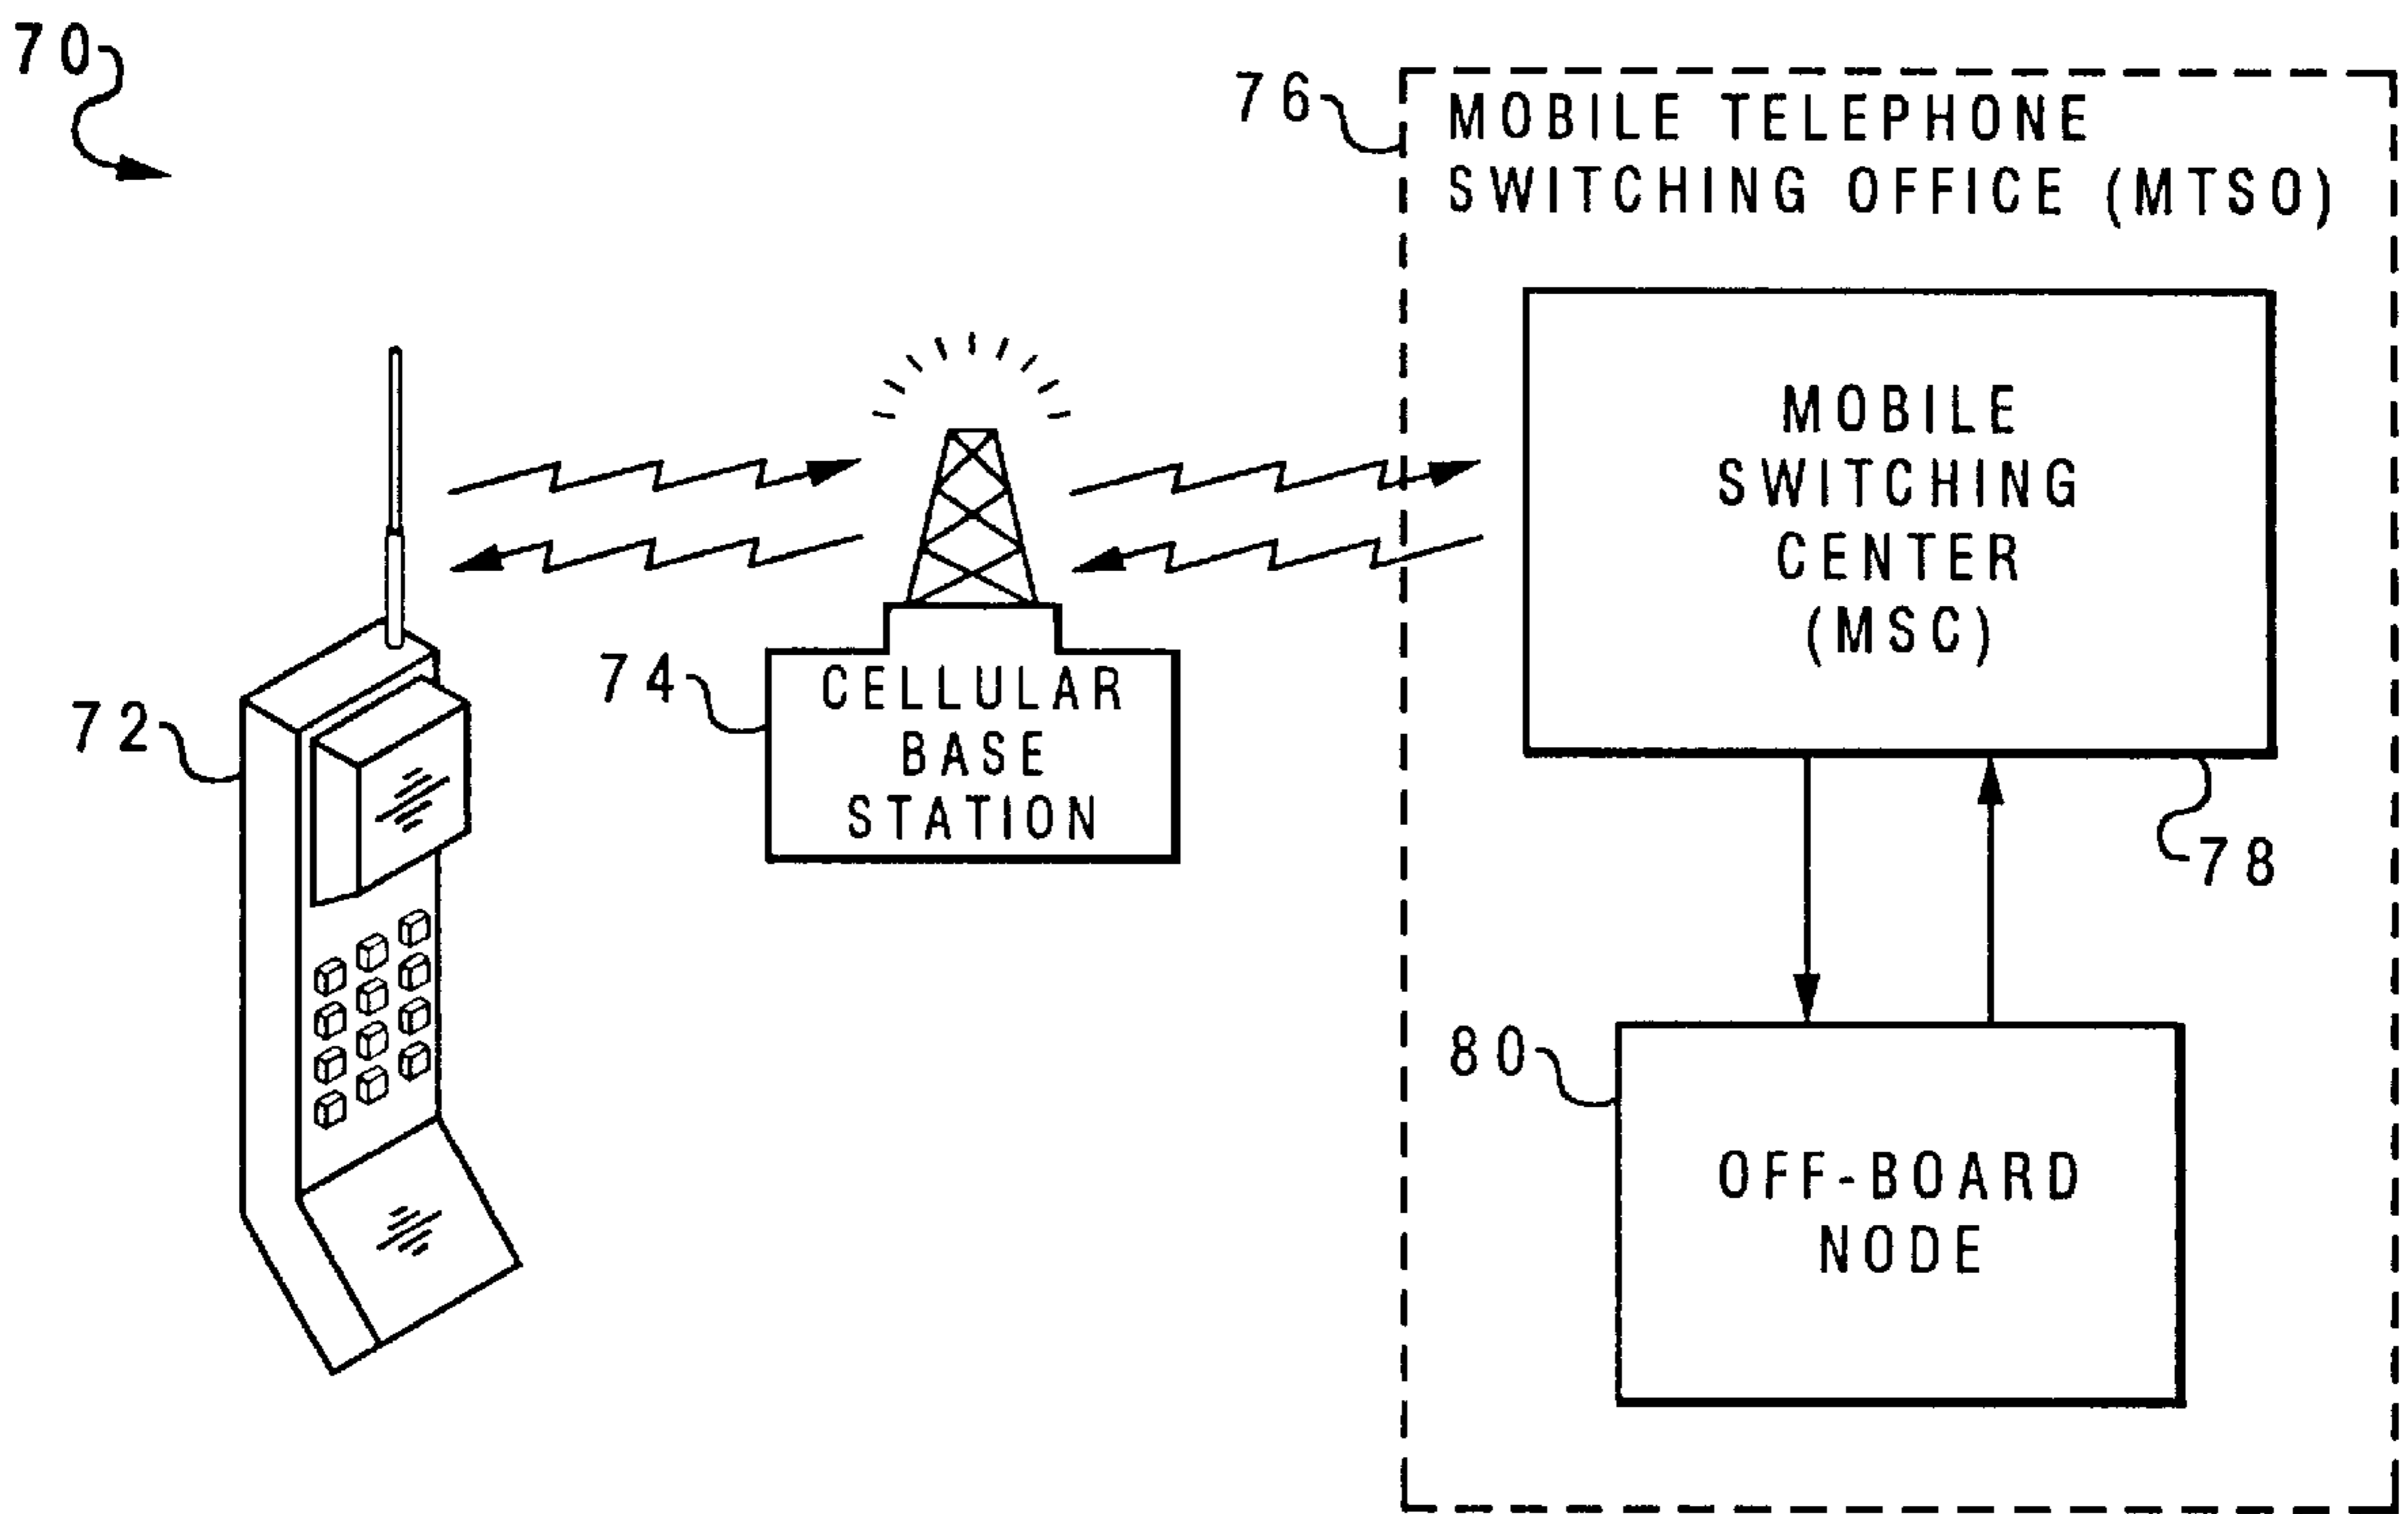 70
76
MOBILE TELEPHONE
SWITCHING OFFICE (MTSO)
MOBILE
SWITCHING
CENTER
(MSC)
74
CELLULAR
BASE
STATION
72
78
80
OFF-BOARD
NODE